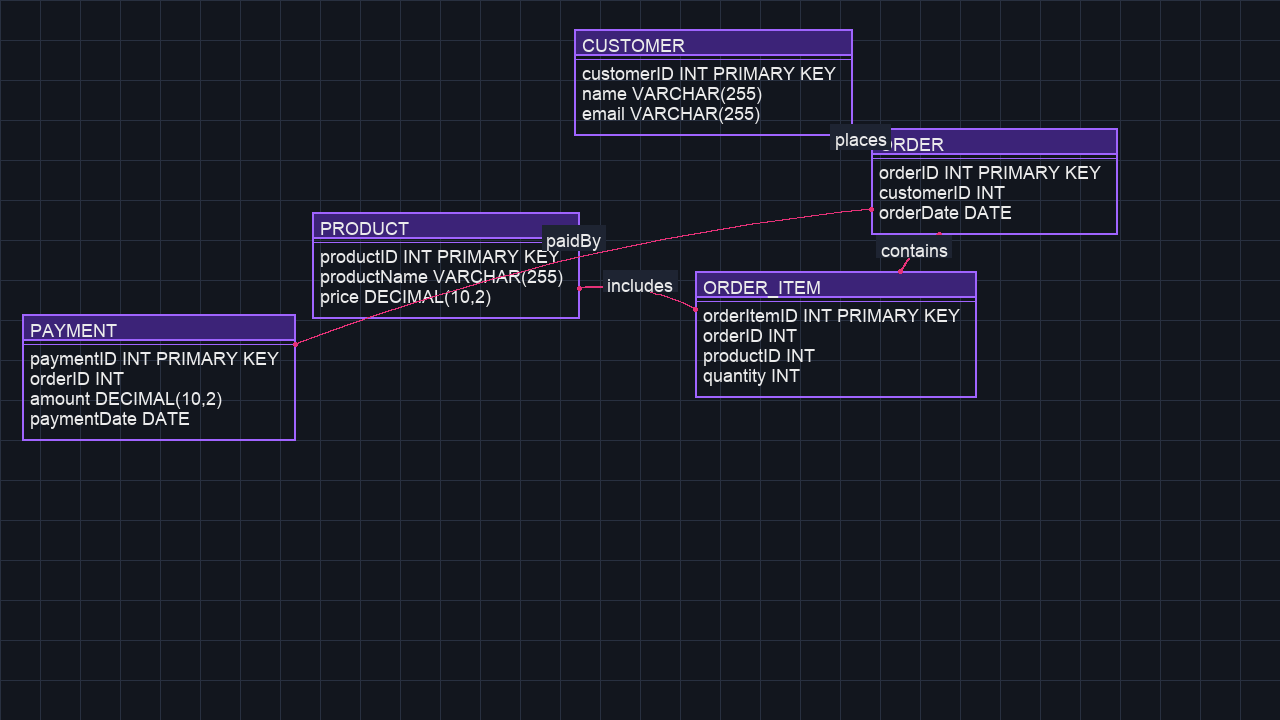 CUSTOMER
customerID INT PRIMARY KEY
name VARCHAR(255)
email VARCHAR(255)
places
ORDER
orderID INT PRIMARY KEY
customerID INT
orderDate DATE
contains
PRODUCT
productID INT PRIMARY KEY
productName VARCHAR(255)
price DECIMAL(10,2)
paidBy
includes
ORDER_ITEM
orderItemID INT PRIMARY KEY
orderID INT
productID INT
quantity INT
PAYMENT
paymentID INT PRIMARY KEY
orderID INT
amount DECIMAL(10,2)
paymentDate DATE